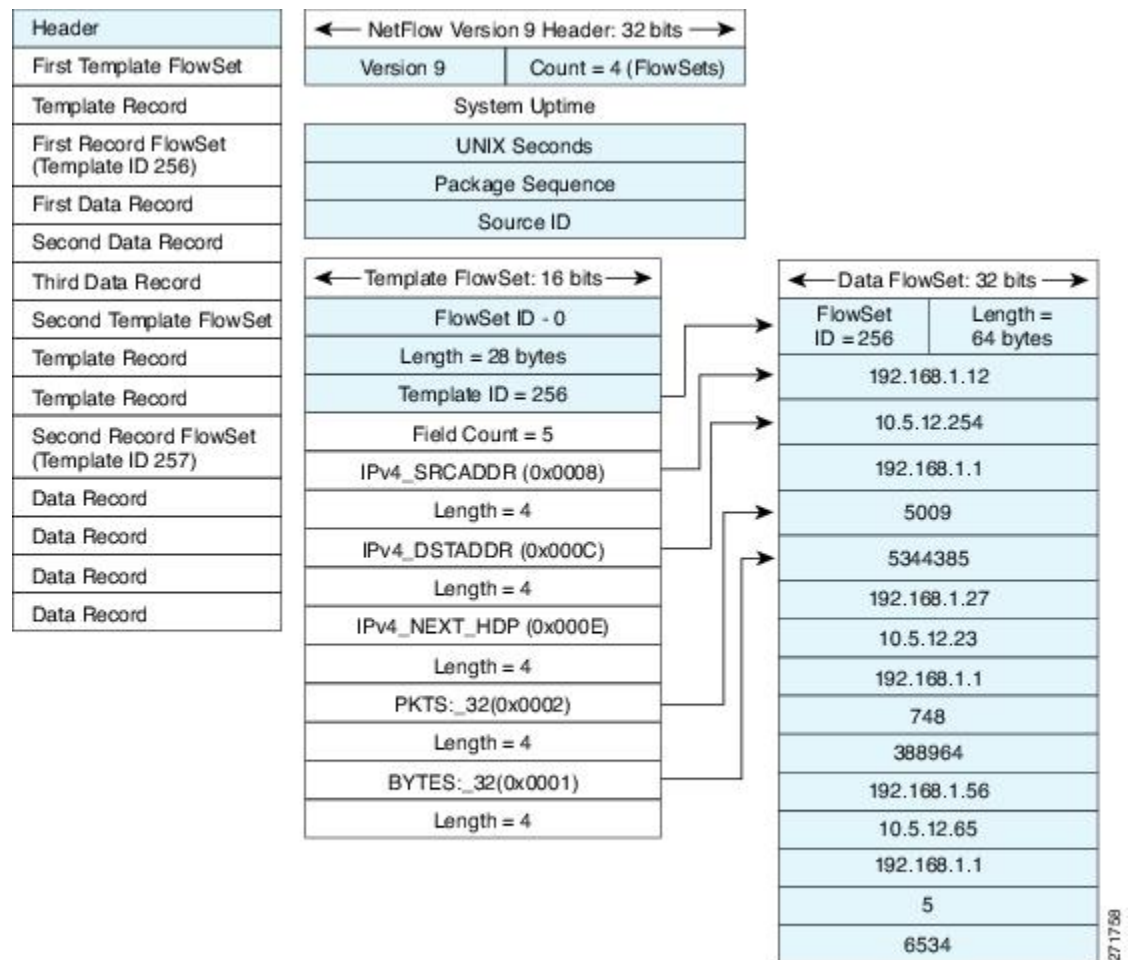 Header
First Template FlowSet
Template Record
First Record FlowSet
(Template ID 256)
First Data Record
Second Data Record
Third Data Record
Second Template FlowSet
Template Record
Template Record
Second Record FlowSet
(Template ID 257)
Data Record
Data Record
Data Record
Data Record
NetFlow Version 9 Header: 32 bits
Version 9
Count = 4 (FlowSets)
System Uptime
UNIX Seconds
Package Sequence
Source ID
Template FlowSet: 16 bits
FlowSet ID - 0
Length = 28 bytes
Template ID = 256
Field Count = 5
IPv4_SRCADDR (0x0008)
Length = 4
IPv4_DSTADDR (0x000C)
Length = 4
IPv4_NEXT_HDP (0x000E)
Length = 4
PKTS:_32(0x0002)
Length = 4
BYTES:_32(0x0001)
Length = 4
Data FlowSet: 32 bits
FlowSet
ID = 256
Length =
64 bytes
192.168.1.12
10.5.12.254
192.168.1.1
5009
5344385
192.168.1.27
10.5.12.23
192.168.1.1
748
388964
192.168.1.56
10.5.12.65
192.168.1.1
5
6534
271758